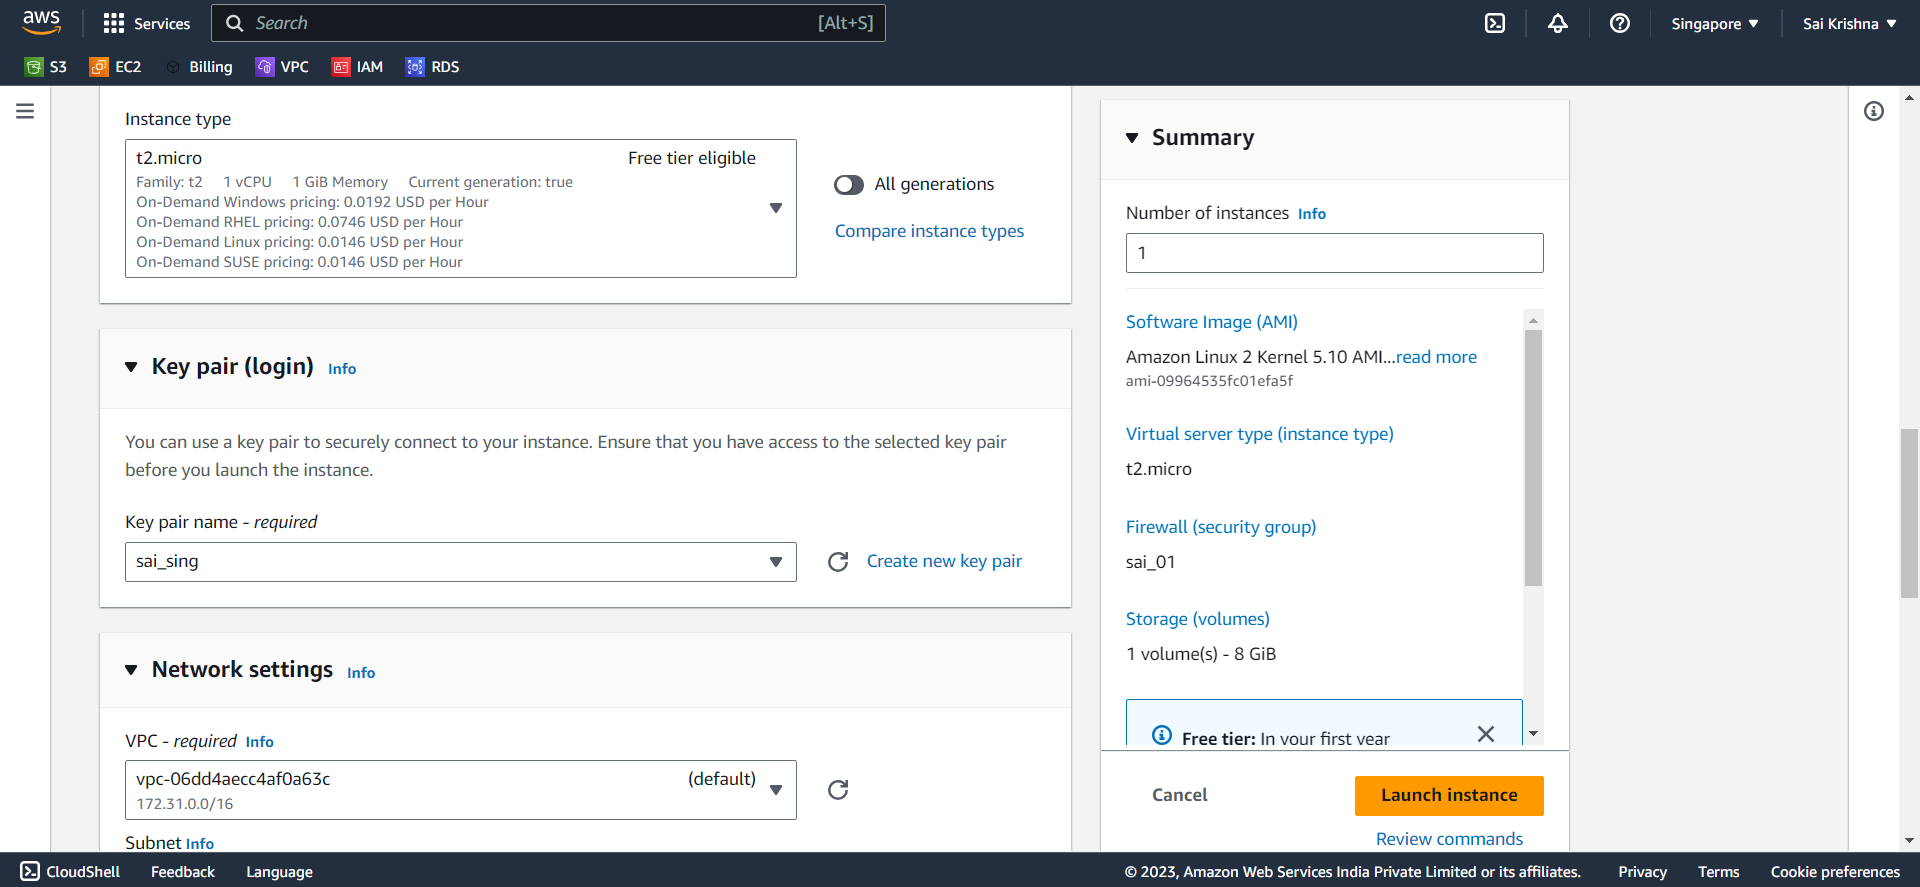 aws
Services
Search
[Alt+S]
Singapore
Sai Krishna
S3
EC2
Billing
VPC
IAM
RDS
Instance type
t2.micro
Free tier eligible
Family: t2 1 vCPU 1 GiB Memory Current generation: true
On-Demand Windows pricing: 0.0192 USD per Hour
On-Demand RHEL pricing: 0.0746 USD per Hour
On-Demand Linux pricing: 0.0146 USD per Hour
On-Demand SUSE pricing: 0.0146 USD per Hour
All generations
Compare instance types
Key pair (login) Info
You can use a key pair to securely connect to your instance. Ensure that you have access to the selected key pair
before you launch the instance.
Key pair name - required
sai_sing
Create new key pair
Network settings Info
VPC - required Info
vpc-06dd4aecc4af0a63c
(default)
172.31.0.0/16
Subnet Info
Summary
Number of instances Info
1
Software Image (AMI)
Amazon Linux 2 Kernel 5.10 AMI...read more
ami-09964535fc01efa5f
Virtual server type (instance type)
t2.micro
Firewall (security group)
sai_01
Storage (volumes)
1 volume(s) - 8 GiB
Free tier: In your first year
Cancel
Launch instance
Review commands
CloudShell
Feedback
Language
© 2023, Amazon Web Services India Private Limited or its affiliates.
Privacy
Terms
Cookie preferences